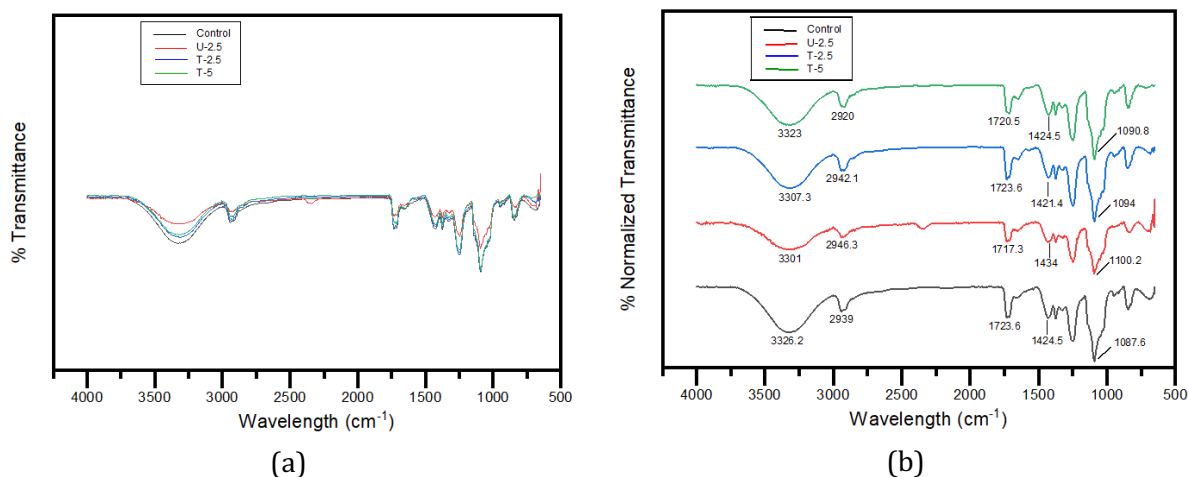 Control
U-2.5
T-2.5
T-5
% Transmittance
4000 3500 3000 2500 2000 1500 1000 500
Wavelength (cm-1)
(a)
Control
U-2.5
T-2.5
T-5
% Normalized Transmittance
3323 2920 1720.5 1424.5 1090.8
3307.3 2942.1 1723.6 1421.4 1094
3301 2946.3 1717.3 1434 1100.2
3326.2 2939 1723.6 1424.5 1087.6
4000 3500 3000 2500 2000 1500 1000 500
Wavelength (cm-1)
(b)